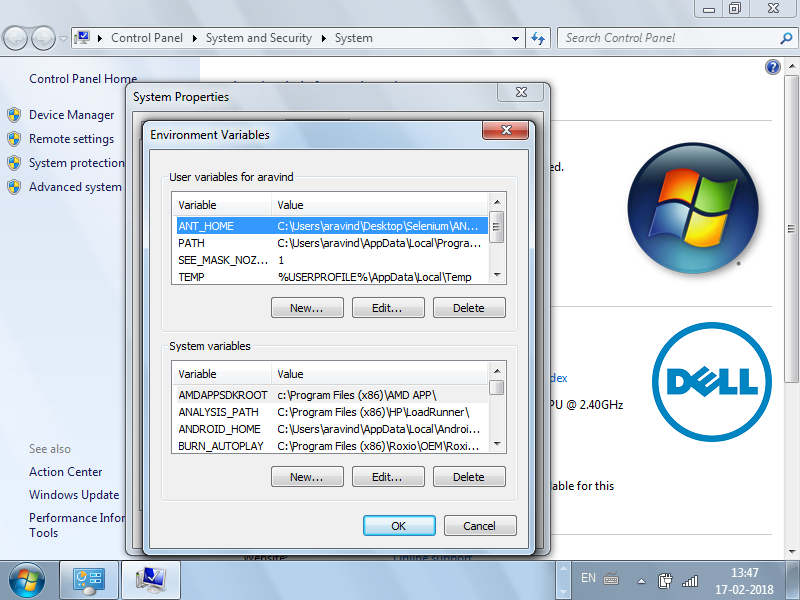 Control Panel ▸ System and Security ▸ System
Search Control Panel
Control Panel Home
Device Manager
Remote settings
System protection
Advanced system
See also
Action Center
Windows Update
Performance Infor
Tools
System Properties
Environment Variables
User variables for aravind
Variable Value
ANT_HOME C:\Users\aravind\Desktop\Selenium\AN...
PATH C:\Users\aravind\AppData\Local\Progra...
SEE_MASK_NOZ... 1
TEMP %USERPROFILE%\AppData\Local\Temp
New... Edit... Delete
System variables
Variable Value
AMDAPPSDKROOT c:\Program Files (x86)\AMD APP\
ANALYSIS_PATH C:\Program Files (x86)\HP\LoadRunner\
ANDROID_HOME C:\Users\aravind\AppData\Local\Androi...
BURN_AUTOPLAY C:\Program Files (x86)\Roxio\OEM\Roxi...
New... Edit... Delete
OK Cancel
ed.
dex
PU @ 2.40GHz
DELL
lable for this
Website:
Online support
EN
13:47
17-02-2018